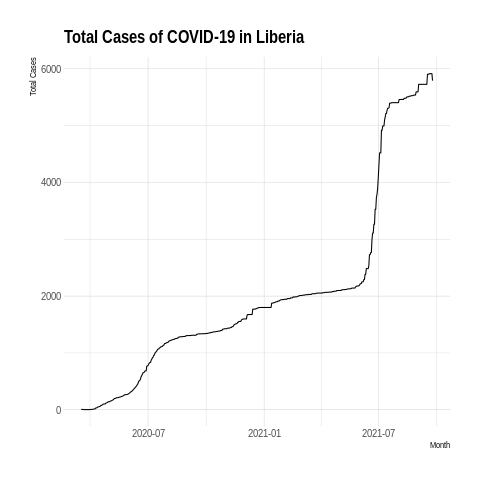 Total Cases of COVID-19 in Liberia
Total Cases
6000
4000
2000
0
2020-07
2021-01
2021-07
Month